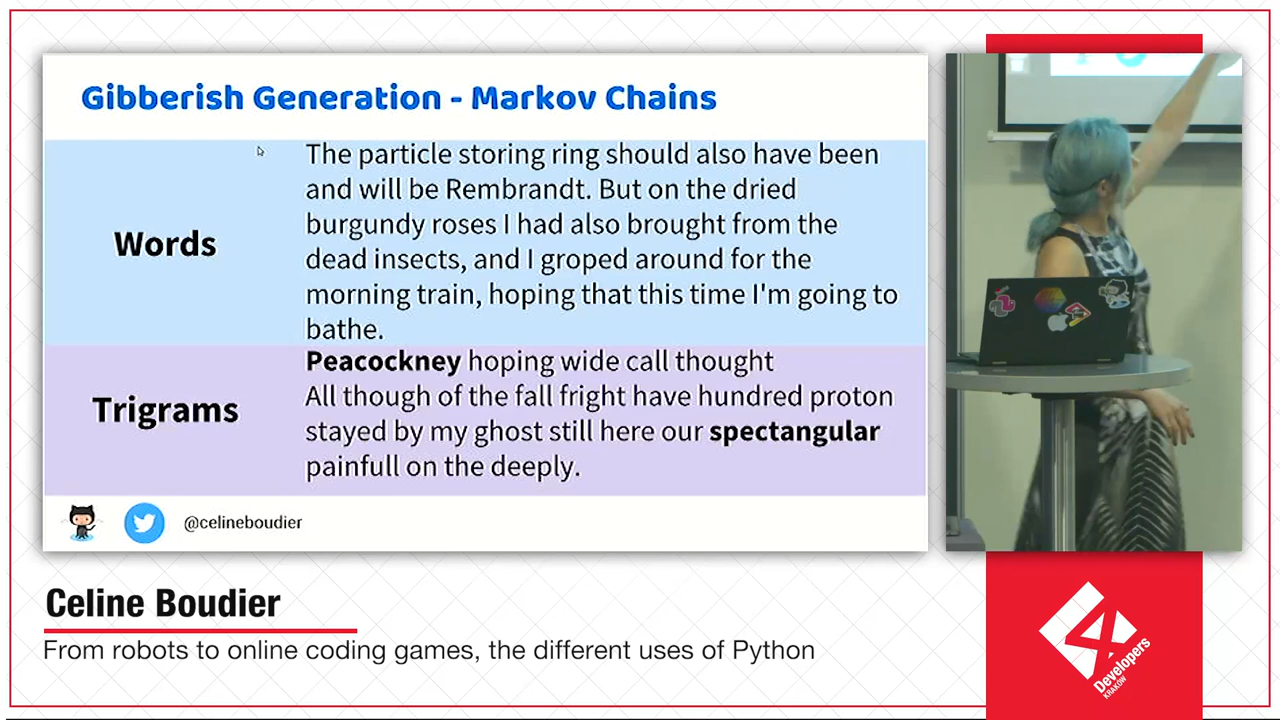 Gibberish Generation - Markov Chains
Words
The particle storing ring should also have been
and will be Rembrandt. But on the dried
burgundy roses I had also brought from the
dead insects, and I groped around for the
morning train, hoping that this time I'm going to
bathe.
Trigrams
Peacockney hoping wide call thought
All though of the fall fright have hundred proton
stayed by my ghost still here our spectangular
painfull on the deeply.
@celineboudier
Celine Boudier
From robots to online coding games, the different uses of Python
4
Developers
KRAKOW